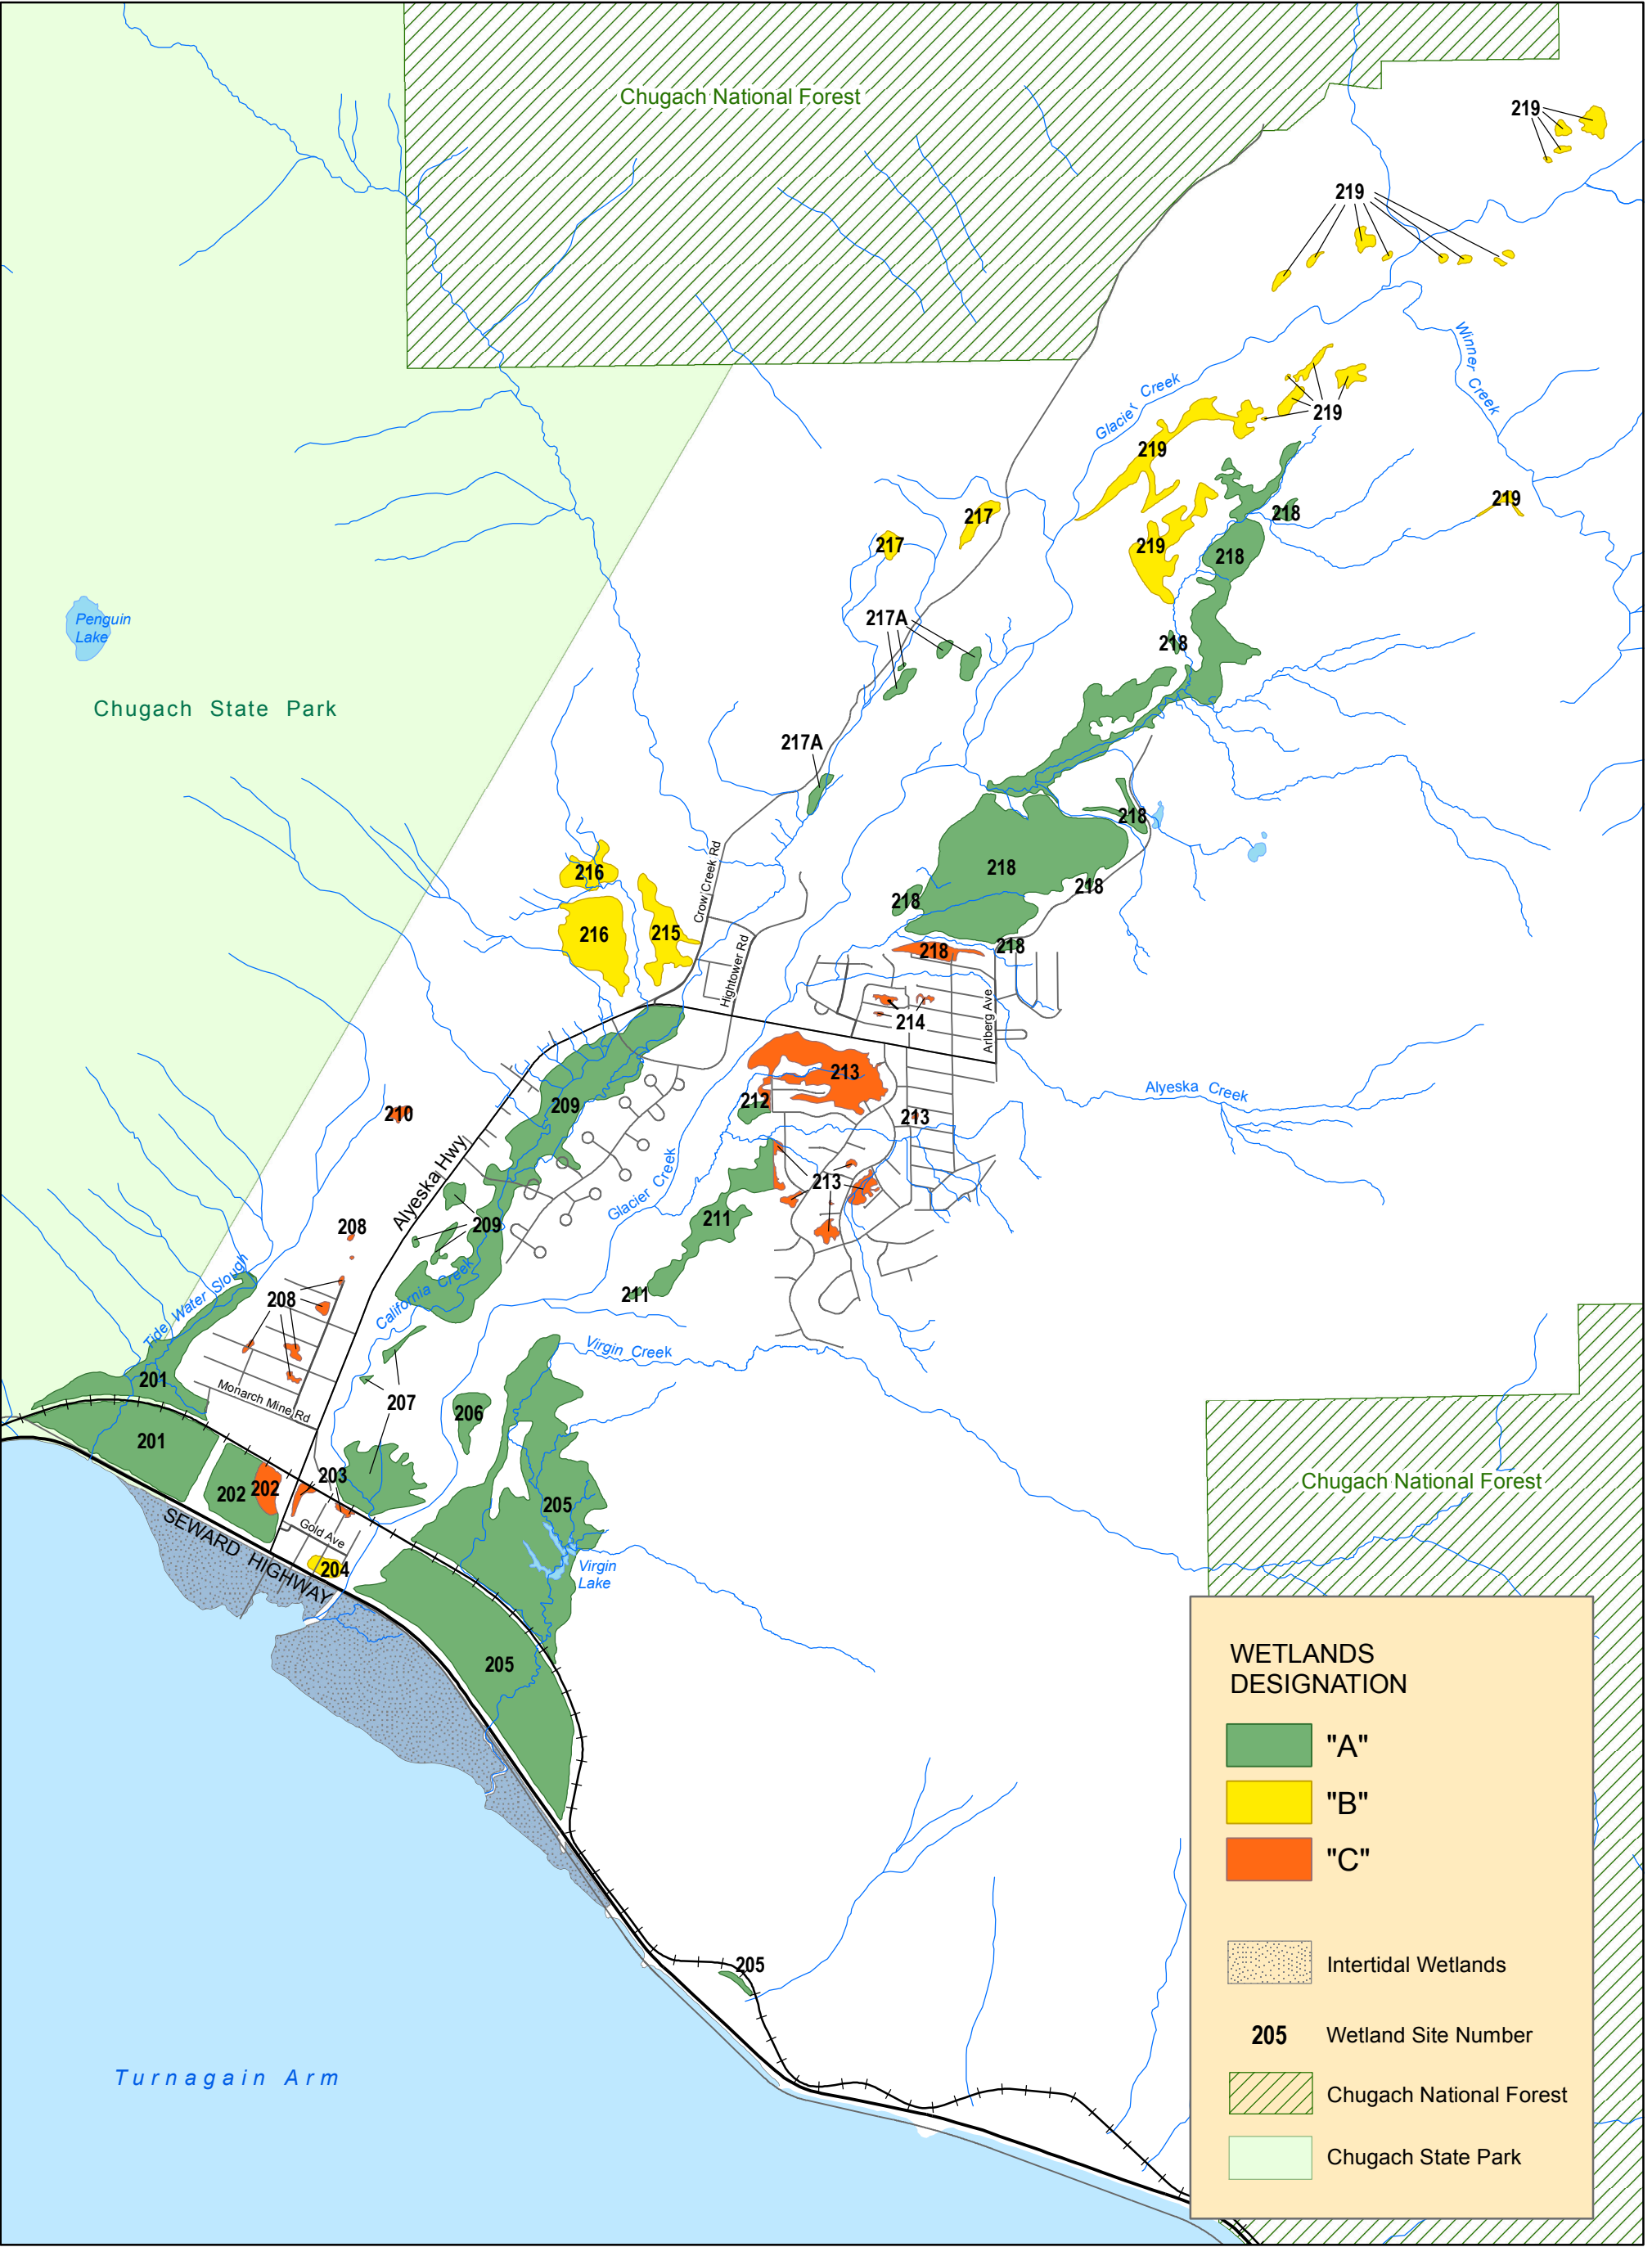 Chugach National Forest
219
219
Winner Creek
Glacier Creek
219
219
219
217
218
217
219
218
Penguin
Lake
217A
218
Chugach State Park
217A
218
216
218
218
218
Crow Creek Rd
216
215
218
218
Hightower Rd
214
Arlberg Ave
213
Alyeska Creek
212
209
210
213
Alyeska Hwy
213
Glacier Creek
211
209
208
Tide Water Slough
California Creek
211
208
Virgin Creek
201
Monarch Mine Rd
207
206
201
203
202
202
Chugach National Forest
205
SEWARD HIGHWAY
Gold Ave
204
Virgin
Lake
205
WETLANDS
DESIGNATION
"A"
"B"
"C"
205
Intertidal Wetlands
205 Wetland Site Number
Turnagain Arm
Chugach National Forest
Chugach State Park